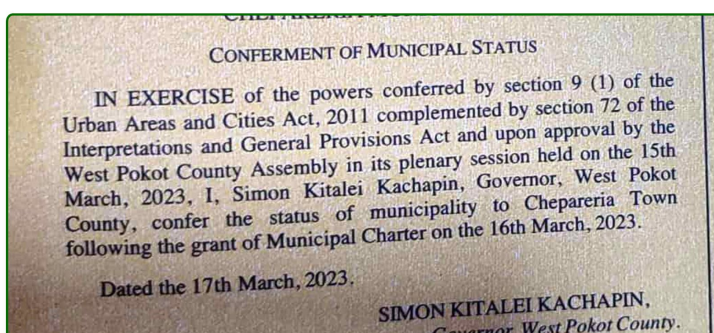 CONFERMENT OF MUNICIPAL STATUS
IN EXERCISE of the powers conferred by section 9 (1) of the
Urban Areas and Cities Act, 2011 complemented by section 72 of the
Interpretations and General Provisions Act and upon approval by the
West Pokot County Assembly in its plenary session held on the 15th
March, 2023, I, Simon Kitalei Kachapin, Governor, West Pokot
County, confer the status of municipality to Chepareria Town
following the grant of Municipal Charter on the 16th March, 2023.
Dated the 17th March, 2023.
SIMON KITALEI KACHAPIN,
Governor, West Pokot County.